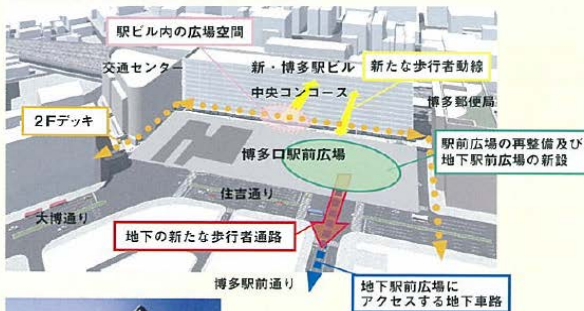 駅ビル内の広場空間
交通センター
新・博多駅ビル
中央コンコース
新たな歩行者動線
博多郵便局
2Fデッキ
駅前広場の再整備及び
地下駅前広場の新設
博多口駅前広場
住吉通り
大博通り
地下の新たな歩行者通路
博多駅前通り
地下駅前広場に
アクセスする地下車路